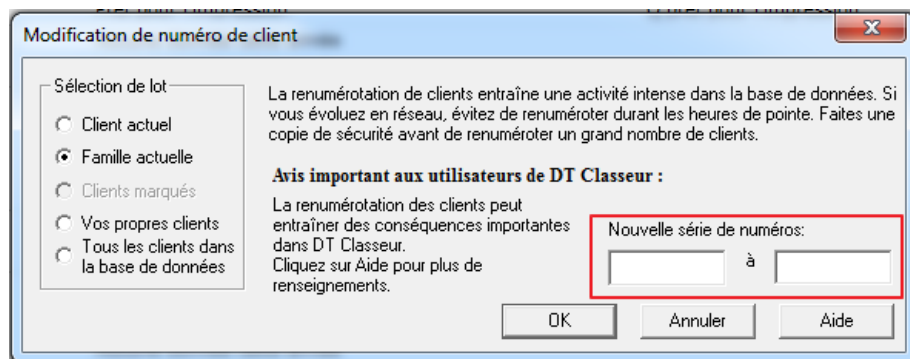 Modification de numéro de client
Sélection de lot
Client actuel
Famille actuelle
Clients marqués
Vos propres clients
Tous les clients dans
la base de données
La renumérotation de clients entraîne une activité intense dans la base de données. Si
vous évoluez en réseau, évitez de renuméroter durant les heures de pointe. Faites une
copie de sécurité avant de renuméroter un grand nombre de clients.
Avis important aux utilisateurs de DT Classeur :
La renumérotation des clients peut
entraîner des conséquences importantes
dans DT Classeur.
Cliquez sur Aide pour plus de
renseignements.
Nouvelle série de numéros:
à
OK
Annuler
Aide